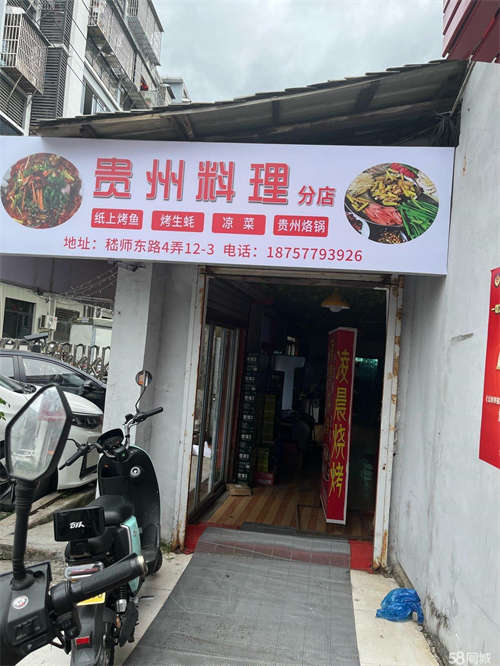 贵州料理 分店
纸上烤鱼 烤生蚝 凉菜 贵州烙锅
地址：嵇师东路4弄12-3 电话：18757793926
凌晨烧烤
58同城